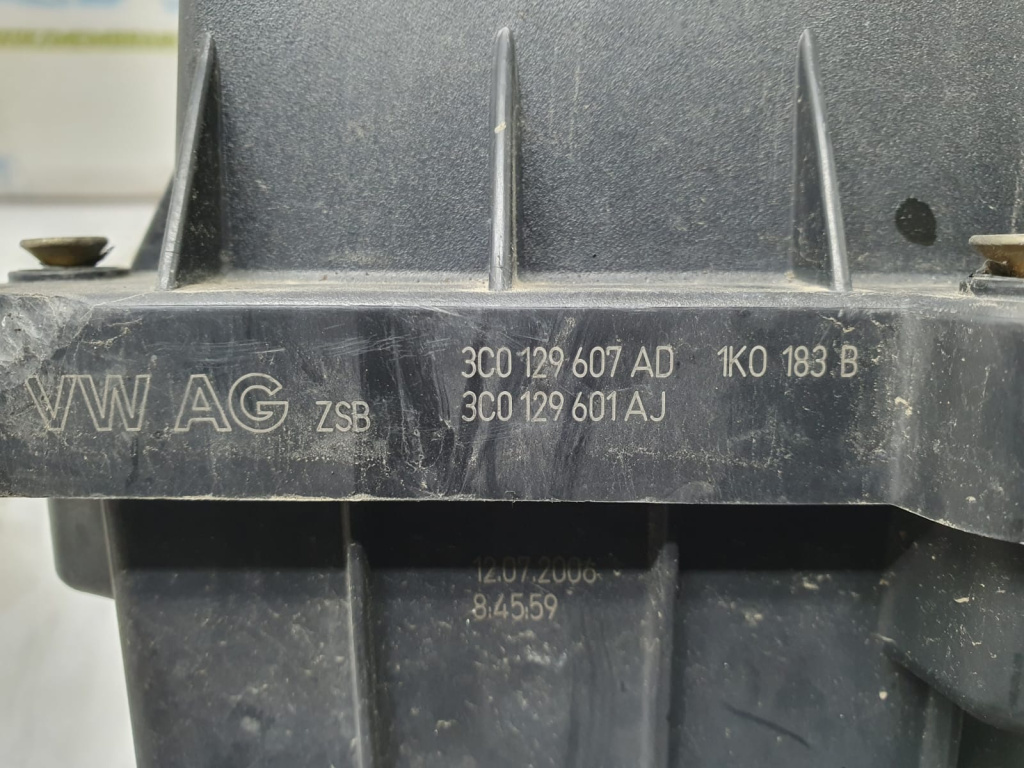 VW AG ZSB
3C0 129 607 AD 1K0 183 B
3C0 129 601 AJ
12.07.2006
8:45:59